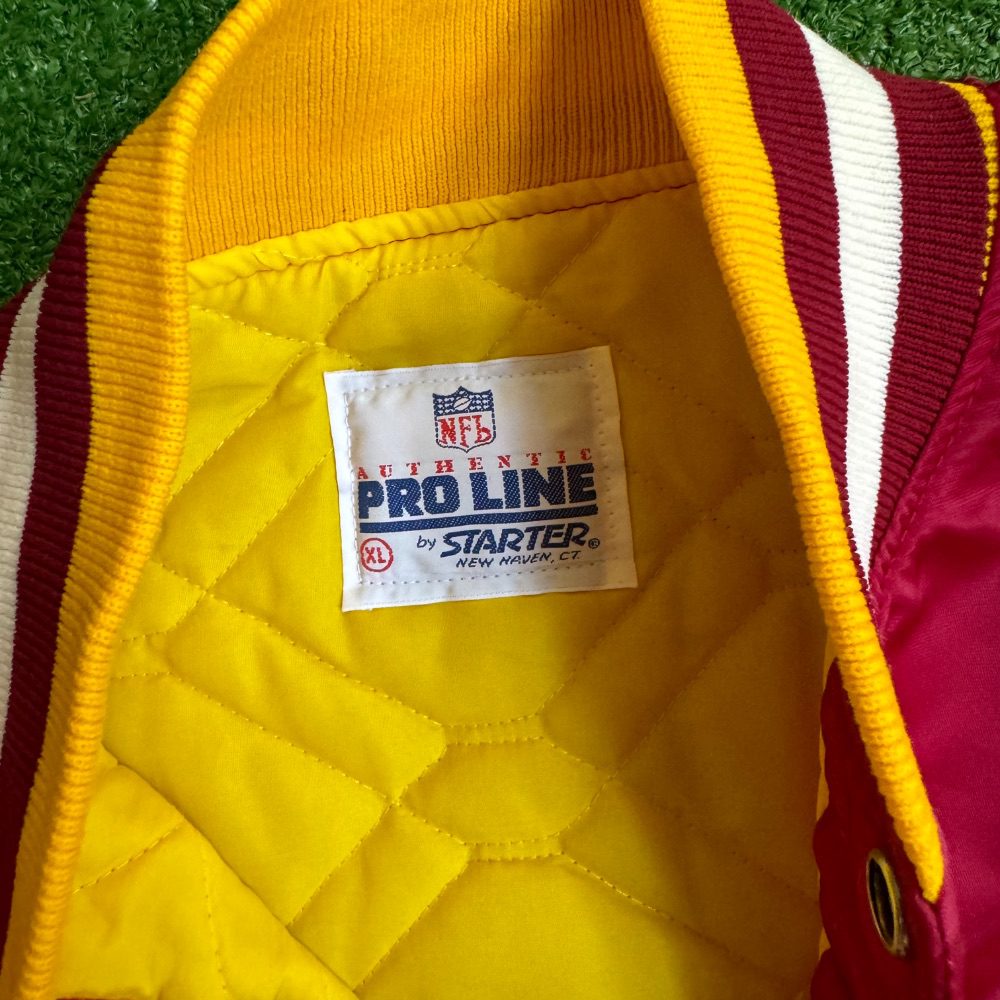 NFL
AUTHENTIC
PRO LINE
XL by STARTER®
NEW HAVEN, CT